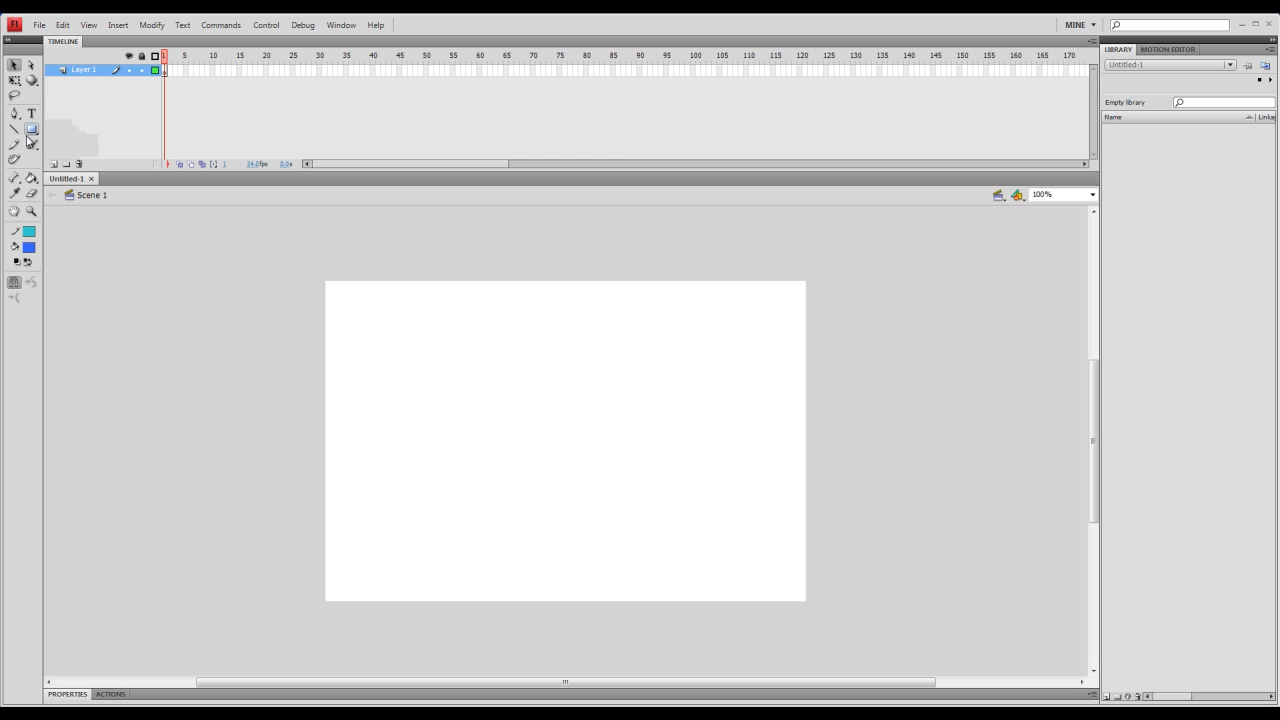 Fl File Edit View Insert Modify Text Commands Control Debug Window Help MINE
TIMELINE
LIBRARY MOTION EDITOR
1 5 10 15 20 25 30 35 40 45 50 55 60 65 70 75 80 85 90 95 100 105 110 115 120 125 130 135 140 145 150 155 160 165 170
Untitled-1
Layer 1
Empty library
Name Linkag
T
1 24.0fps 0.0s
Untitled-1
Scene 1 100%
PROPERTIES ACTIONS